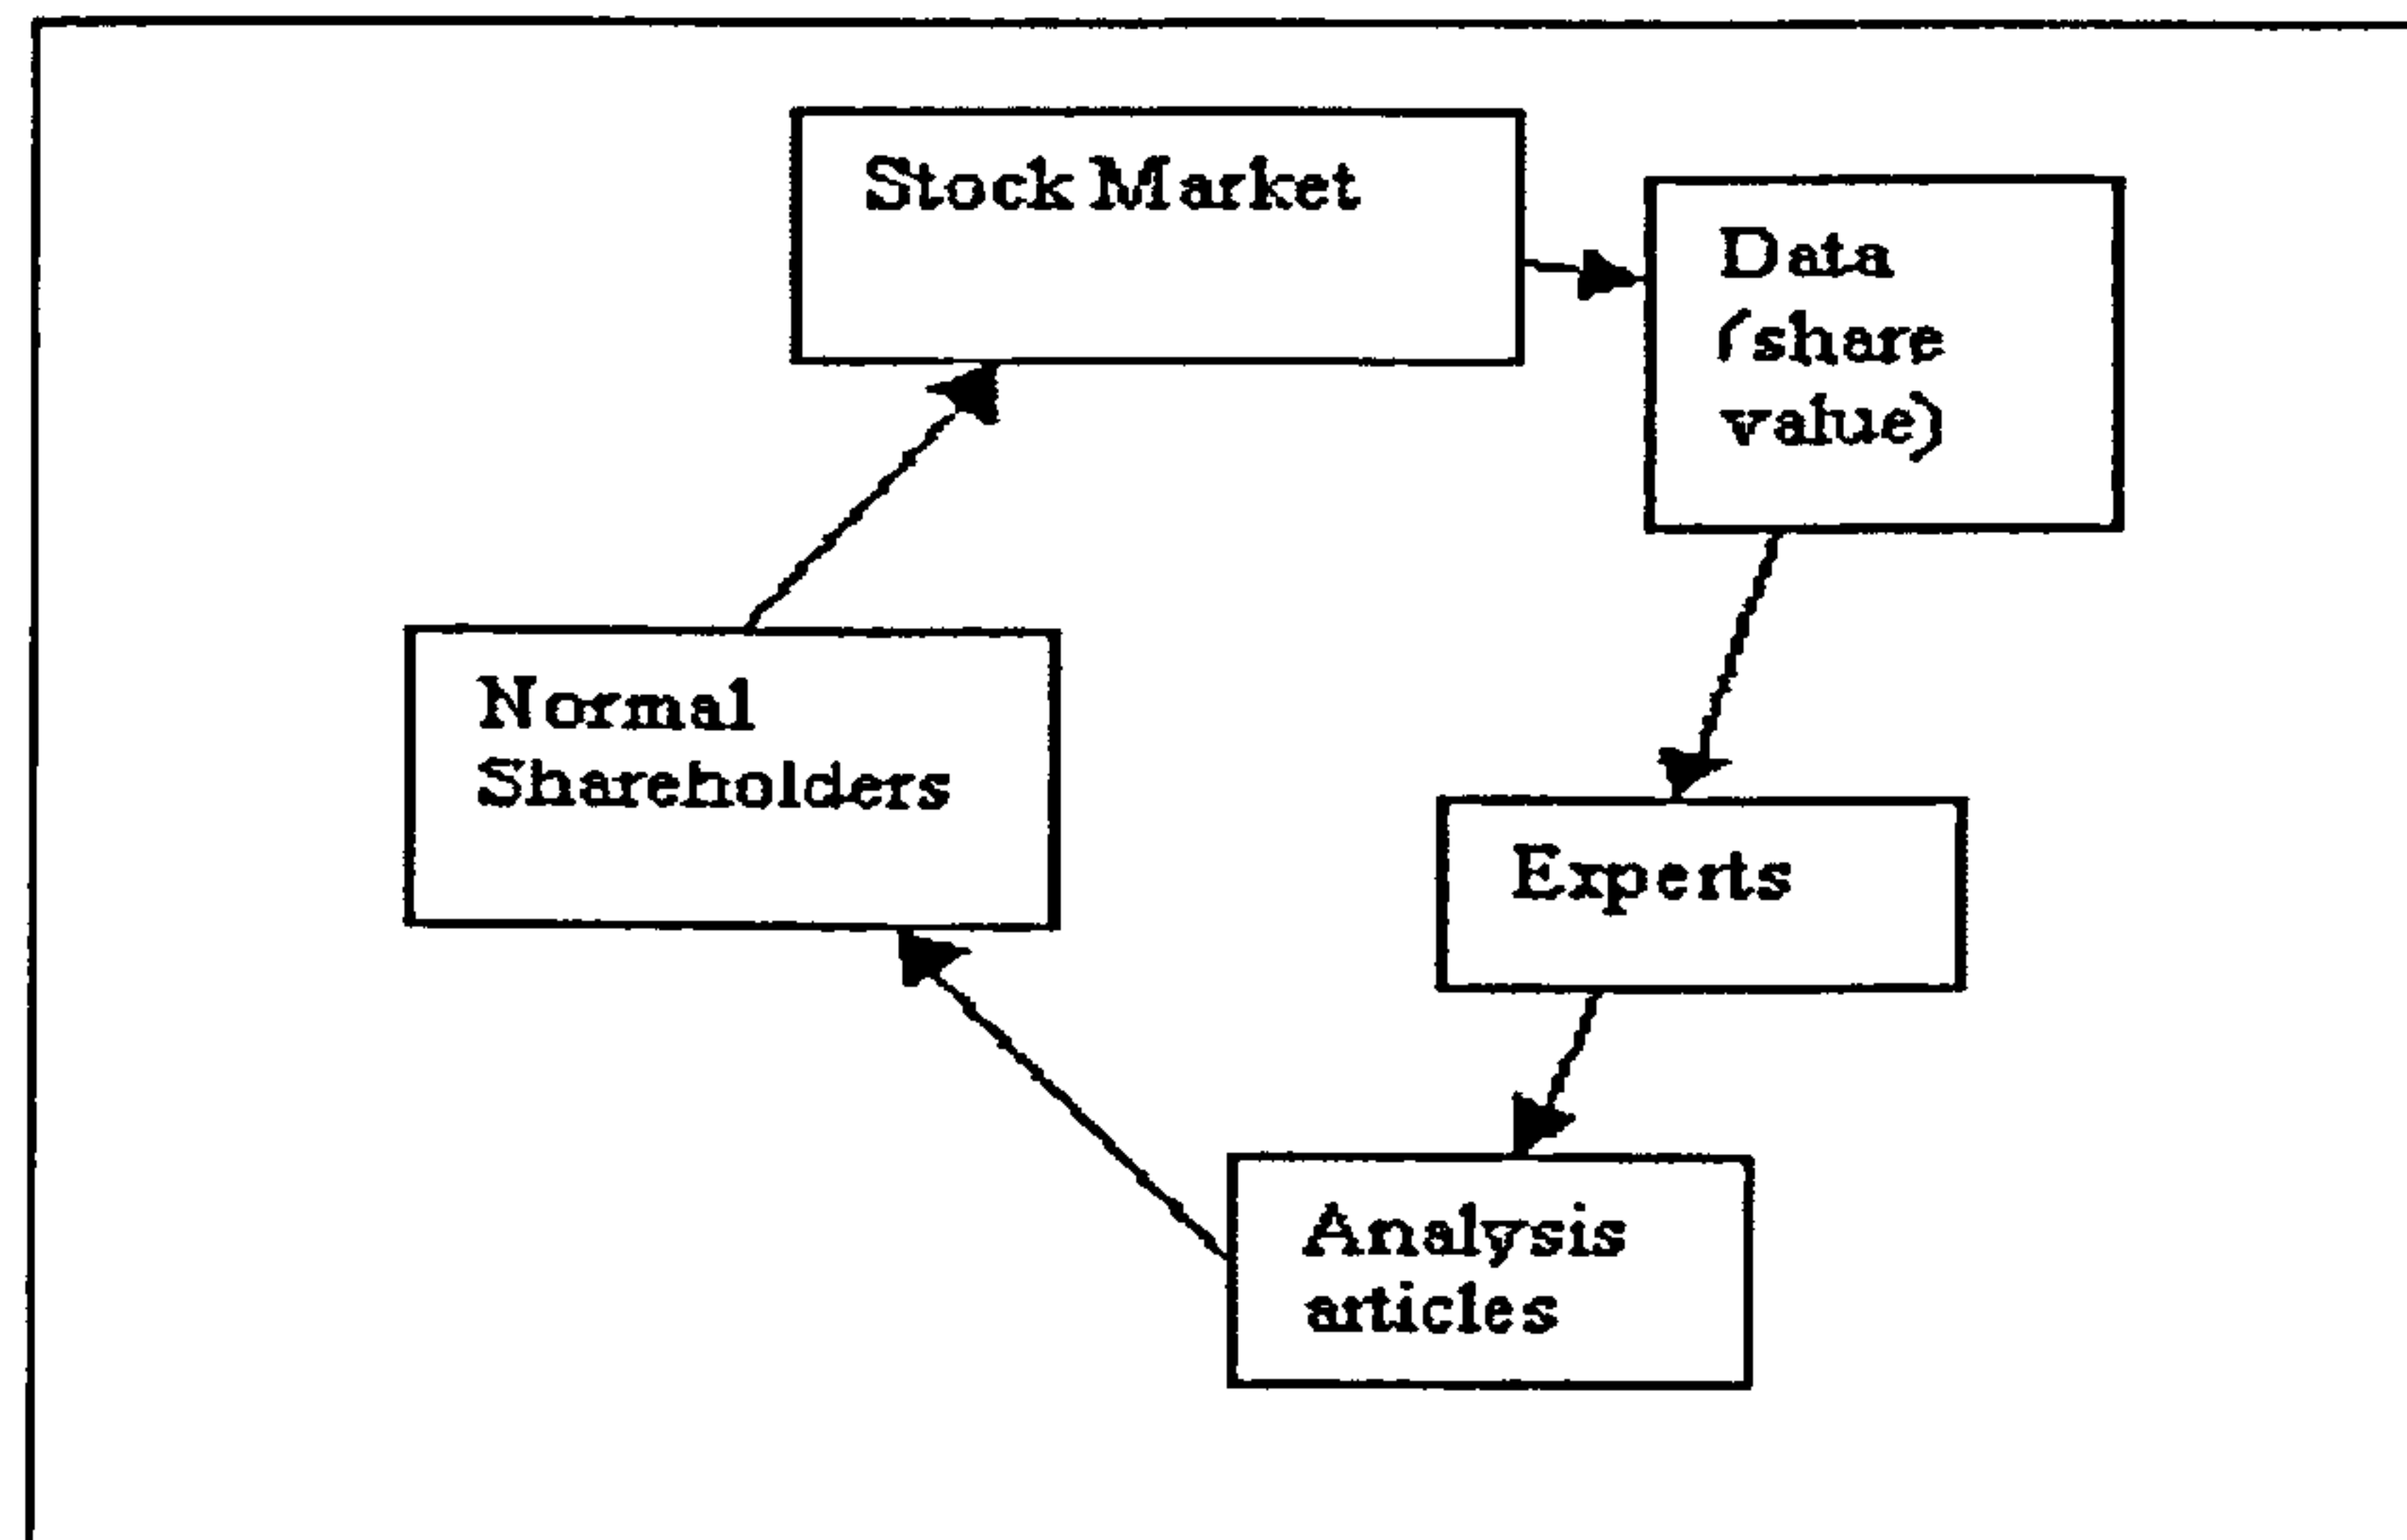 Stock Market
Data
(share
value)
Normal
Shareholders
Experts
Analysis
articles